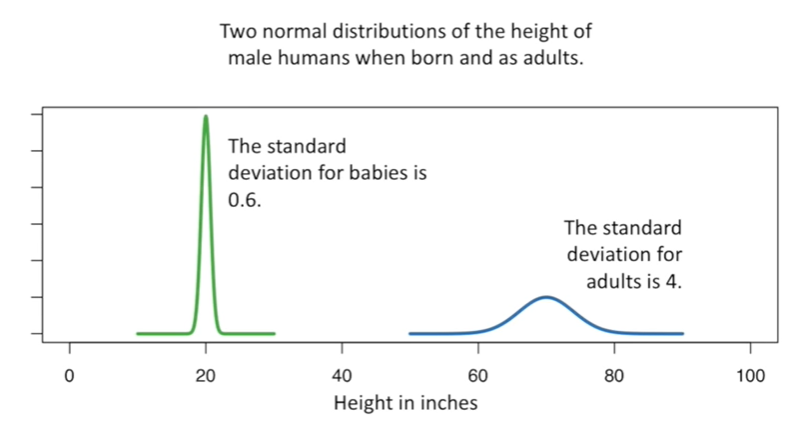 Two normal distributions of the height of
male humans when born and as adults.
The standard
deviation for babies is
0.6.
The standard
deviation for
adults is 4.
0 20 40 60 80 100
Height in inches